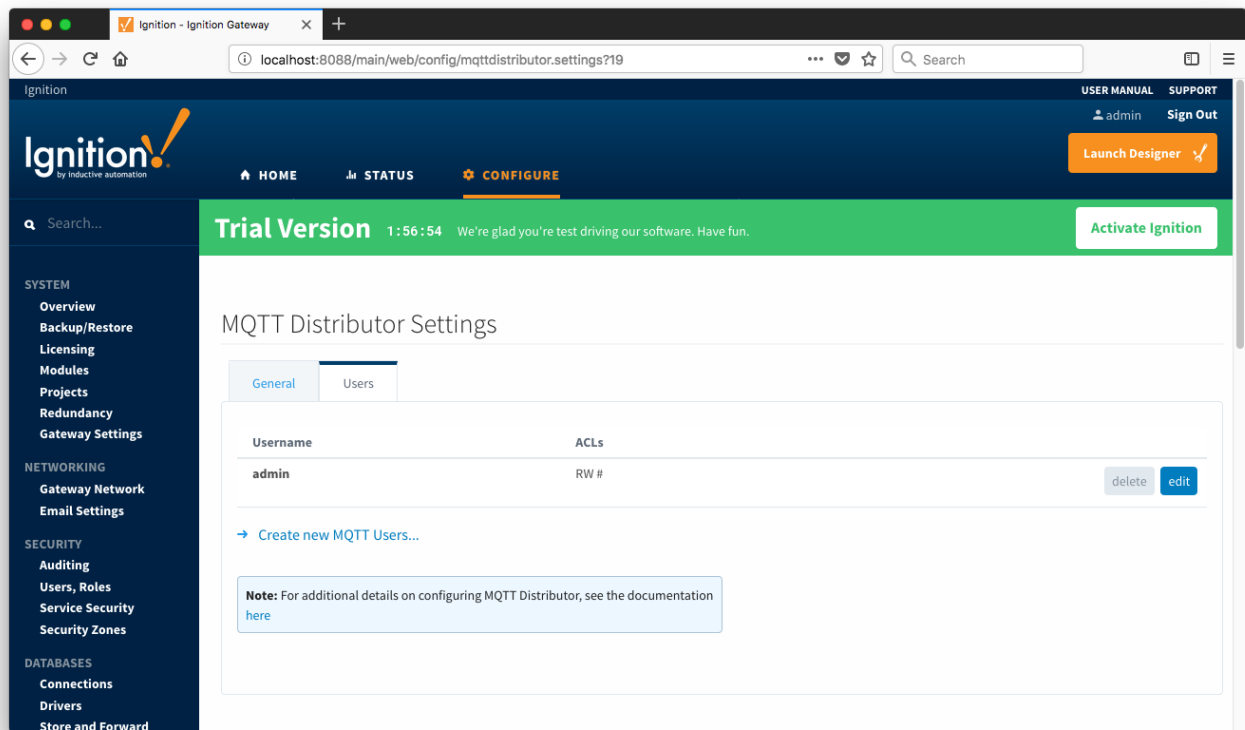 Ignition - Ignition Gateway
localhost:8088/main/web/config/mqttdistributor.settings?19
Search
Ignition
USER MANUAL SUPPORT
admin Sign Out
Ignition
by inductive automation
Launch Designer
HOME STATUS CONFIGURE
Search...
Trial Version 1:56:54 We're glad you're test driving our software. Have fun.
Activate Ignition
SYSTEM
Overview
Backup/Restore
Licensing
Modules
Projects
Redundancy
Gateway Settings
NETWORKING
Gateway Network
Email Settings
SECURITY
Auditing
Users, Roles
Service Security
Security Zones
DATABASES
Connections
Drivers
Store and Forward
MQTT Distributor Settings
General Users
Username ACLs
admin RW # delete edit
Create new MQTT Users...
Note: For additional details on configuring MQTT Distributor, see the documentation
here